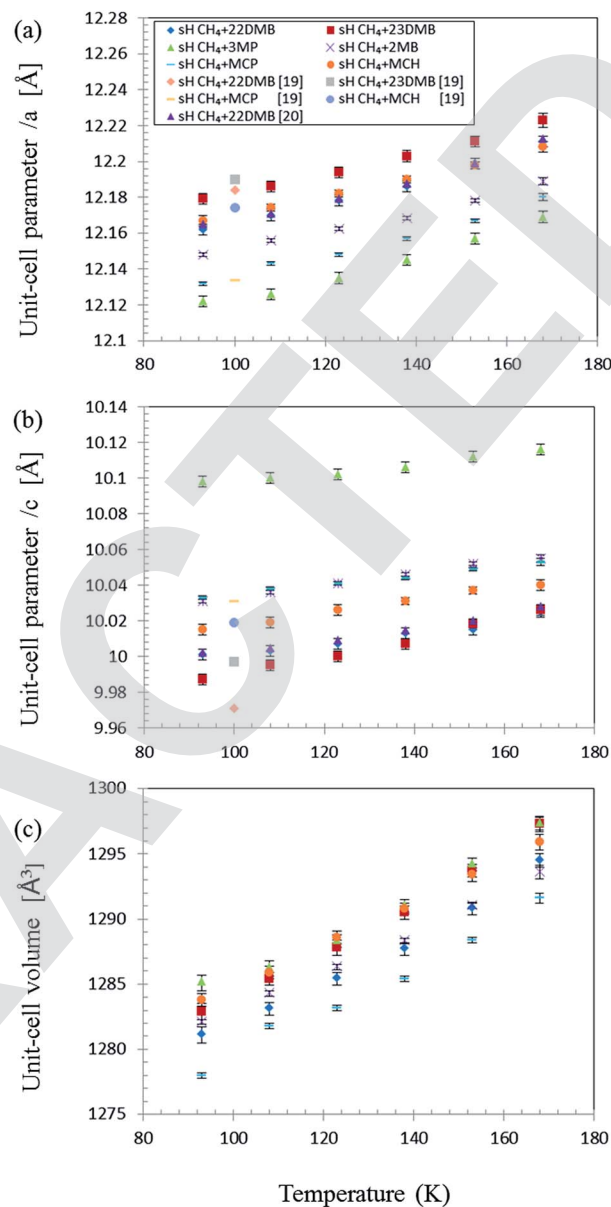 (a)
12.28
12.26
12.24
12.22
12.2
12.18
12.16
12.14
12.12
12.1
Unit-cell parameter /a [Å]
sH CH₄+22DMB
sH CH₄+23DMB
sH CH₄+3MP
sH CH₄+2MB
sH CH₄+MCP
sH CH₄+MCH
sH CH₄+22DMB [19]
sH CH₄+23DMB [19]
sH CH₄+MCP [19]
sH CH₄+MCH [19]
sH CH₄+22DMB [20]
80 100 120 140 160 180
(b)
10.14
10.12
10.1
10.08
10.06
10.04
10.02
10
9.98
9.96
Unit-cell parameter /c [Å]
80 100 120 140 160 180
(c)
1300
1295
1290
1285
1280
1275
Unit-cell volume [Å³]
80 100 120 140 160 180
Temperature (K)